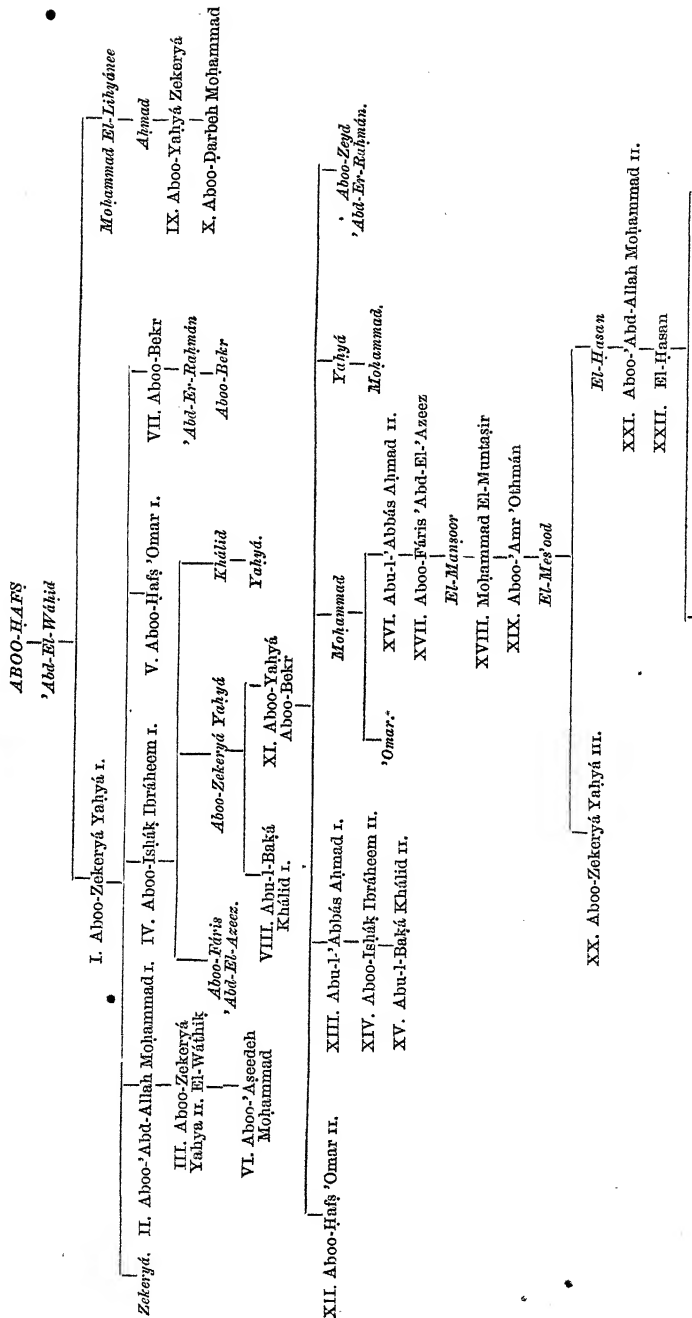 ABOO-ḤAFṢ
'Abd-El-Wáḥid
I. Aboo-Zekeryá Yaḥyá I.
Moḥammad El-Liḥyánee
Aḥmad
IX. Aboo-Yaḥyá Zekeryá
X. Aboo-Ḍarbeh Moḥammad
Zekeryá.
II. Aboo-'Abd-Allah Moḥammad I.
IV. Aboo-Isḥáḳ Ibráheem I.
V. Aboo-Ḥafṣ 'Omar I.
VII. Aboo-Bekr
'Abd-Er-Raḥmán
Aboo-Bekr
III. Aboo-Zekeryá
Yaḥya II. El-Wáthiḳ
VI. Aboo-'Aṣeedeh
Moḥammad
Aboo-Fáris
'Abd-El-Azeez.
Aboo-Zekeryá Yaḥyá
Khálid
Yaḥyá.
VIII. Abu-l-Baḳá
Khálid I.
XI. Aboo-Yaḥyá
Aboo-Bekr
XII. Aboo-Ḥafṣ 'Omar II.
XIII. Abu-l-'Abbás Aḥmad I.
XIV. Aboo-Isḥáḳ Ibráheem II.
XV. Abu-l-Baḳá Khálid II.
Moḥammad
Yaḥyá
Moḥammad.
Aboo-Zeyd
'Abd-Er-Raḥmán.
'Omar.*
XVI. Abu-l-'Abbás Aḥmad II.
XVII. Aboo-Fáris 'Abd-El-'Azeez
El-Manṣoor
XVIII. Moḥammad El-Muntaṣir
XIX. Aboo-'Amr 'Othmán
El-Mes'ood
XX. Aboo-Zekeryá Yaḥyá III.
El-Ḥasan
XXI. Aboo-'Abd-Allah Moḥammad II.
XXII. El-Ḥasan